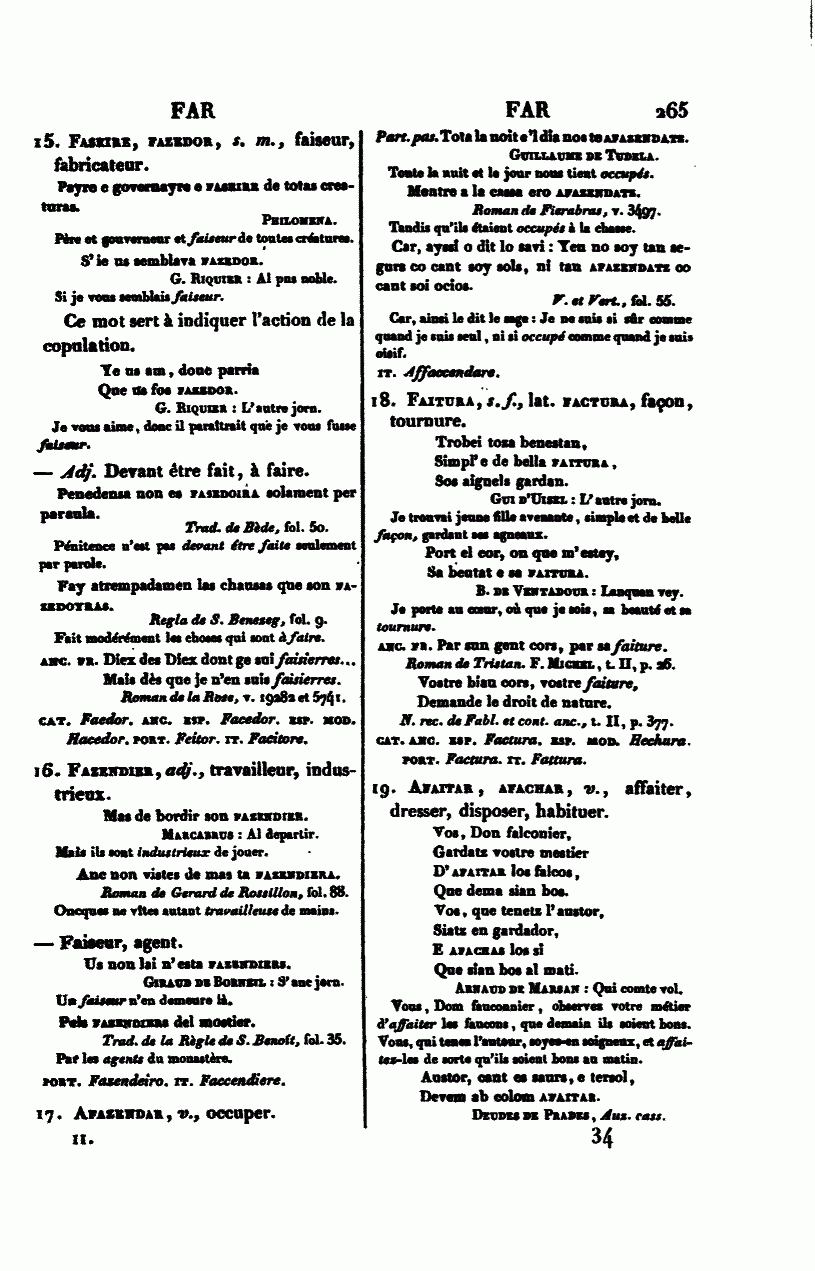 FAR
FAR
265
15. FASEIRE, FAZEDOR, s. m., faiseur,
fabricateur.
Payre e governayre e FASEIRE de totas crea-
turas.
PHILOMENA.
Père et gouverneur et faiseur de toutes créatures.
S'ie us semblava FAZEDOR.
G. RIQUIER : Al pus noble.
Si je vous semblais faiseur.
Ce mot sert à indiquer l'action de la
copulation.
Ye us am, donc parria
Que us fos FAZEDOR.
G. RIQUIER : L'autre jorn.
Je vous aime, donc il paraîtrait que je vous fusse
faiseur.
— Adj. Devant être fait, à faire.
Penedensa non es FASEDOIRA solament per
paraula.
Trad. de Bède, fol. 50.
Pénitence n'est pas devant être faite seulement
par parole.
Fay atrempadamen las chausas que son FA-
ZEDOYRAS.
Regla de S. Beneseg, fol. 9.
Fait modérément les choses qui sont à faire.
ANC. FR. Diex des Diex dont ge sui faisierres...
Mais dès que je n'en suis faisierres.
Roman de la Rose, v. 19282 et 5741.
CAT. Faedor. ANC. ESP. Facedor. ESP. MOD.
Hacedor. PORT. Feitor. IT. Facitore.
16. FAZENDIER, adj., travailleur, indus-
trieux.
Mas de bordir son FAZENDIER.
MARCABRUS : Al departir.
Mais ils sont industrieux de jouer.
Anc non vistes de mas ta FAZENDIERA.
Roman de Gerard de Rossillon, fol. 88.
Oncques ne vîtes autant travailleuse de mains.
— Faiseur, agent.
Us non lai n'esta FAZENDIERS.
GIRAUD DE BORNEIL : S'anc jorn.
Un faiseur n'en demeure là.
Pels FAZENDIERS del mostier.
Trad. de la Règle de S. Benoît, fol. 35.
Par les agents du monastère.
PORT. Fazendeiro. IT. Faccendiere.
17. AFAZENDAR, v., occuper.
II.
Part. pas. Tota la noit e'l dia nos te AFAZENDATZ.
GUILLAUME DE TUDELA.
Toute la nuit et le jour nous tient occupés.
Mentre a la cassa ero AFAZENDATZ.
Roman de Fierabras, v. 3497.
Tandis qu'ils étaient occupés à la chasse.
Car, ayssi o dit lo savi : Yeu no soy tan se-
gurs co cant soy sols, ni tan AFAZENDATZ co
cant soi ocios.
V. et Vert., fol. 55.
Car, ainsi le dit le sage : Je ne suis si sûr comme
quand je suis seul, ni si occupé comme quand je suis
oisif.
IT. Affaccendare.
18. FAITURA, s. f., lat. FACTURA, façon,
tournure.
Trobei tosa benestan,
Simpl' e de bella FAITURA,
Sos aignels gardan.
GUI D'UISEL : L'autre jorn.
Je trouvai jeune fille avenante, simple et de belle
façon, gardant ses agneaux.
Port el cor, on que m'estey,
Sa beutat e sa FAITURA.
B. DE VENTADOUR : Lanquan vey.
Je porte au cœur, où que je sois, sa beauté et sa
tournure.
ANC. FR. Par sun gent cors, par sa faiture.
Roman de Tristan. F. MICHEL, t. II, p. 26.
Vostre biau cors, vostre faiture,
Demande le droit de nature.
N. rec. de Fabl. et cont. anc., t. II, p. 377.
CAT. ANC. ESP. Factura. ESP. MOD. Hechura.
PORT. Factura. IT. Fattura.
19. AFAITAR, AFACHAR, v., affaiter,
dresser, disposer, habituer.
Vos, Don falconier,
Gardatz vostre mestier
D'AFAITAR los falcos,
Que dema sian bos.
Vos, que tenetz l'austor,
Siatz en gardador,
E AFACHAS los si
Que sian bos al mati.
ARNAUD DE MARSAN : Qui comte vol.
Vous, Dom fauconnier, observez votre métier
d'affaiter les faucons, que demain ils soient bons.
Vous, qui tenez l'autour, soyez-en soigneux, et affai-
tez-les de sorte qu'ils soient bons au matin.
Austor, cant es saurs, e tersol,
Devem ab colom AFAITAR.
DEUDES DE PRADES, Aus. cass.
34